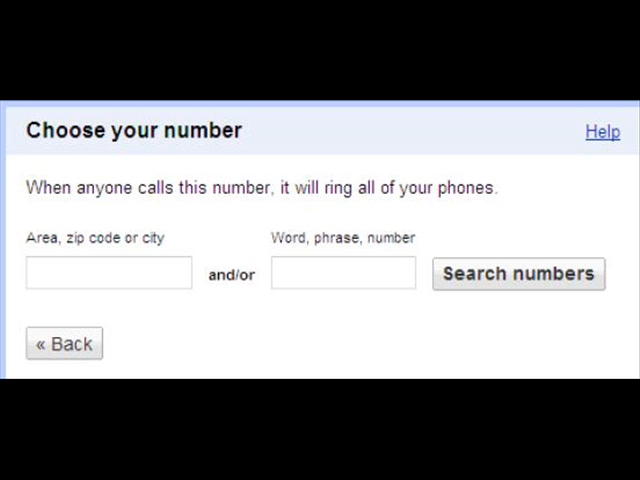 Choose your number
Help
When anyone calls this number, it will ring all of your phones.
Area, zip code or city
Word, phrase, number
and/or
Search numbers
« Back